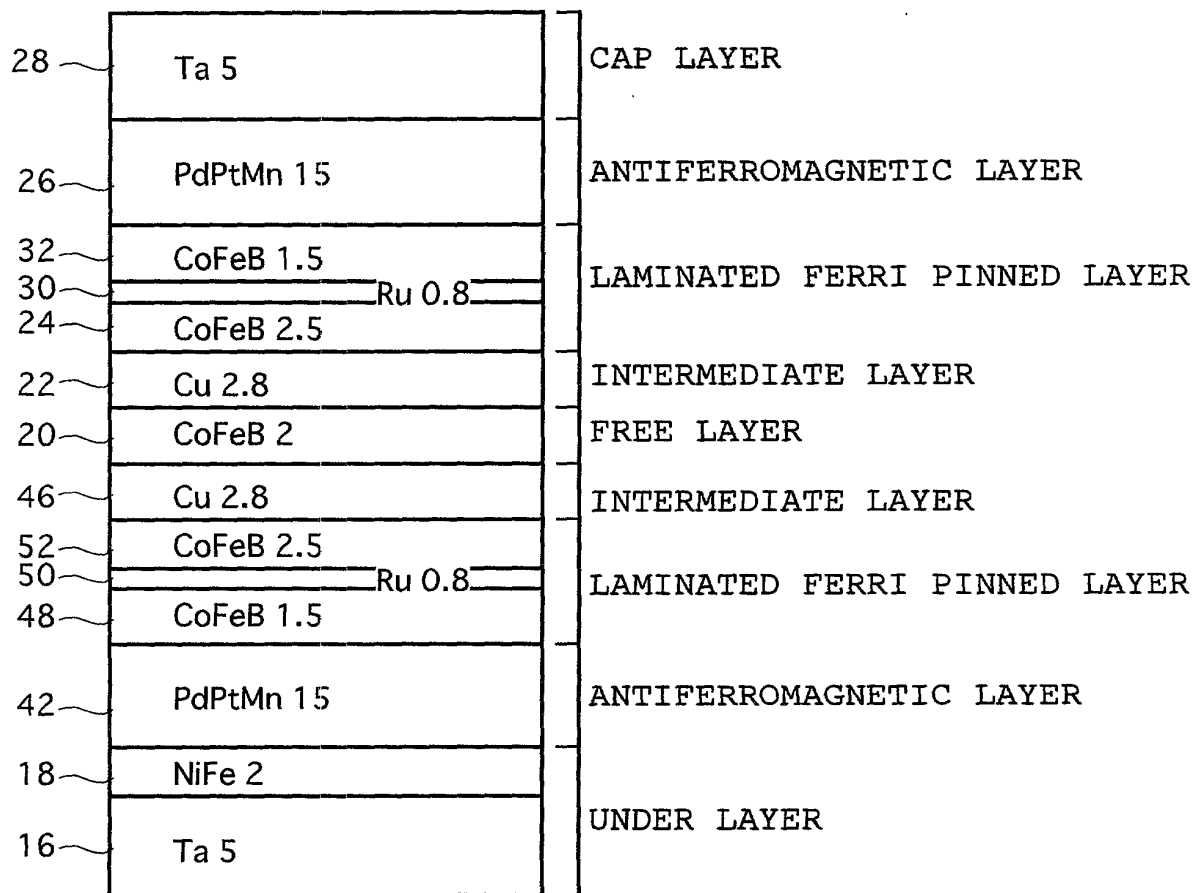 28 Ta 5 CAP LAYER
26 PdPtMn 15 ANTIFERROMAGNETIC LAYER
32 CoFeB 1.5
30 Ru 0.8 LAMINATED FERRI PINNED LAYER
24 CoFeB 2.5
22 Cu 2.8 INTERMEDIATE LAYER
20 CoFeB 2 FREE LAYER
46 Cu 2.8 INTERMEDIATE LAYER
52 CoFeB 2.5
50 Ru 0.8 LAMINATED FERRI PINNED LAYER
48 CoFeB 1.5
42 PdPtMn 15 ANTIFERROMAGNETIC LAYER
18 NiFe 2
UNDER LAYER
16 Ta 5